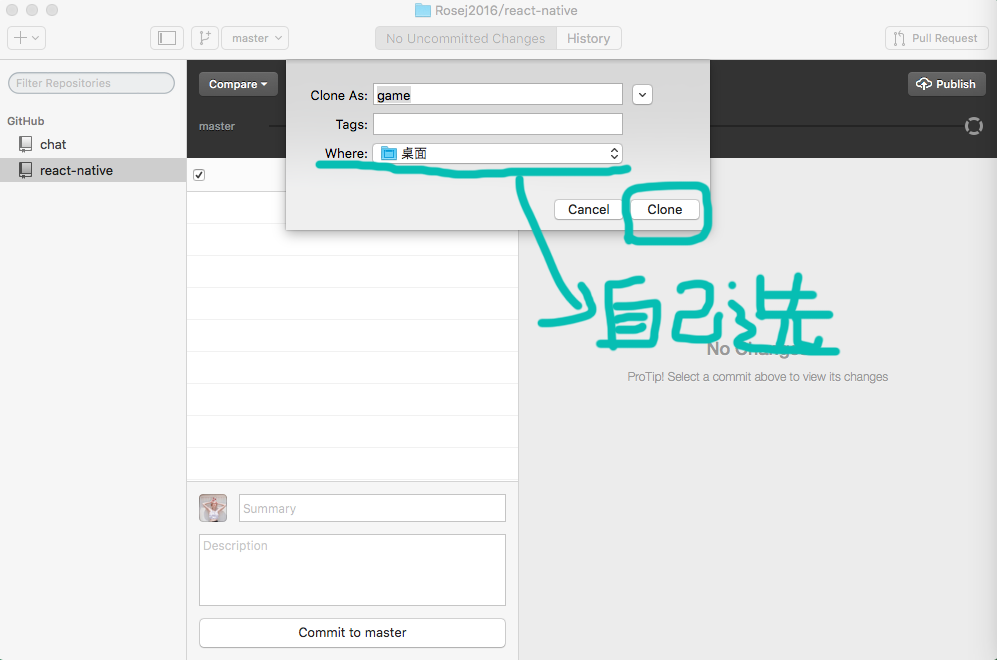 Rosej2016/react-native
master
No Uncommitted Changes
History
Pull Request
Filter Repositories
GitHub
chat
react-native
Compare
Publish
master
Clone As: game
Tags:
Where: 桌面
Cancel
Clone
自己选
No Changes
ProTip! Select a commit above to view its changes
Summary
Description
Commit to master